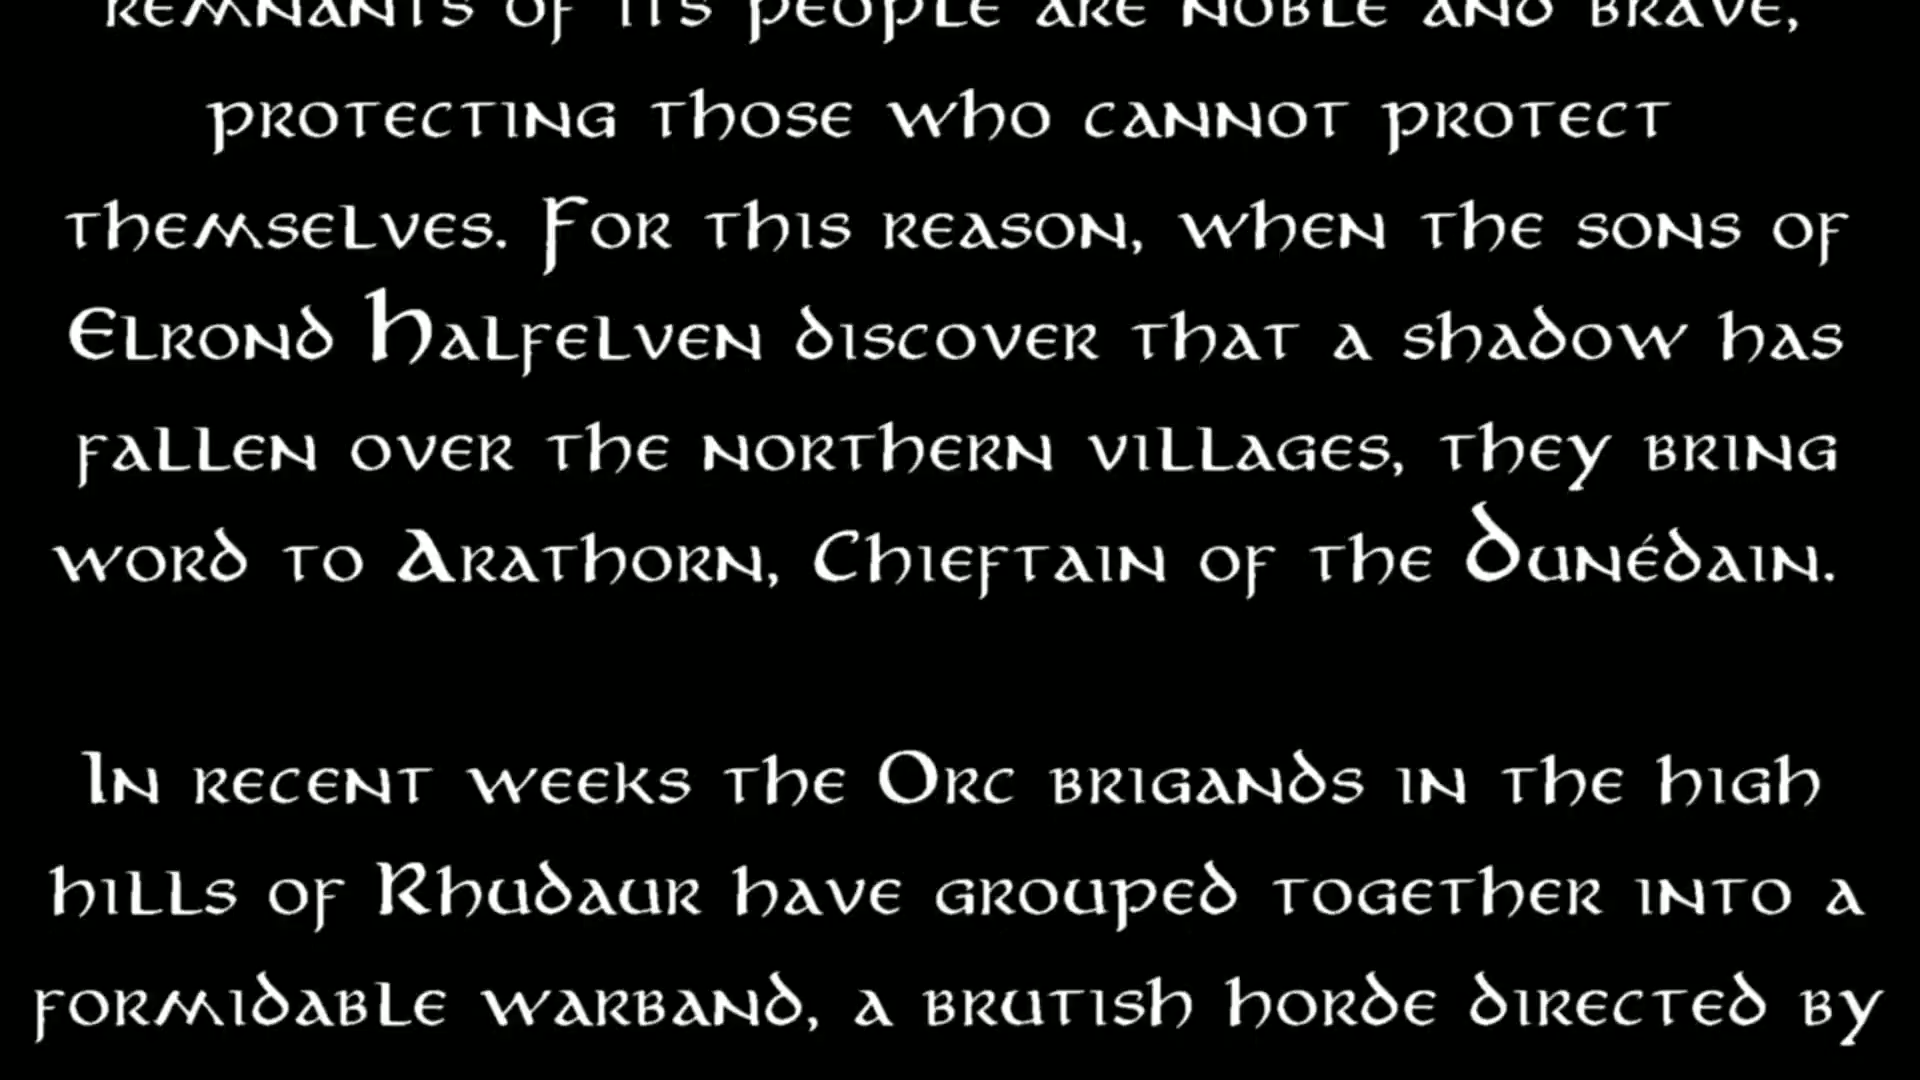 remnants of its people are noble and brave,
protecting those who cannot protect
themselves. For this reason, when the sons of
Elrond Halfelven discover that a shadow has
fallen over the northern villages, they bring
word to Arathorn, Chieftain of the Dunédain.
In recent weeks the Orc brigands in the high
hills of Rhudaur have grouped together into a
formidable warband, a brutish horde directed by